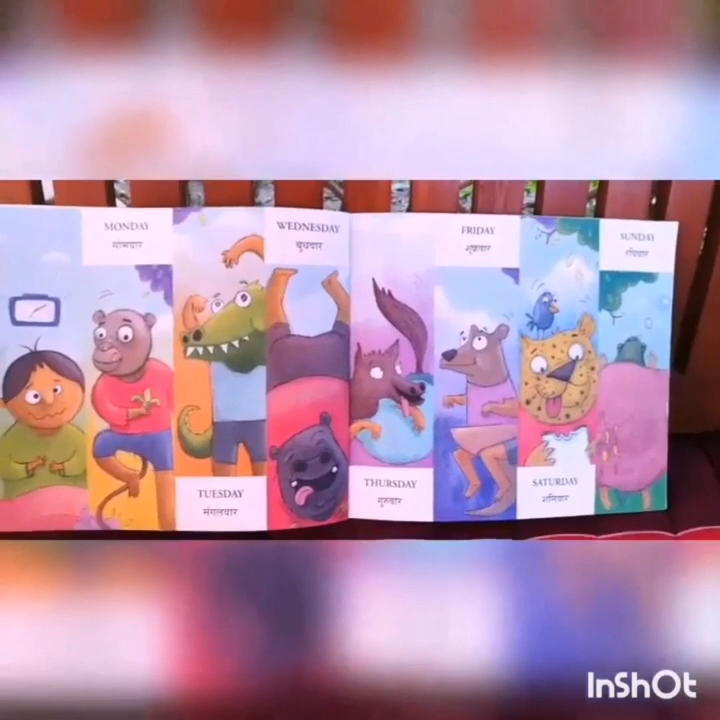 MONDAY
सोमवार
TUESDAY
मंगलवार
WEDNESDAY
बुधवार
THURSDAY
गुरुवार
FRIDAY
शुक्रवार
SATURDAY
शनिवार
SUNDAY
रविवार
InShOt